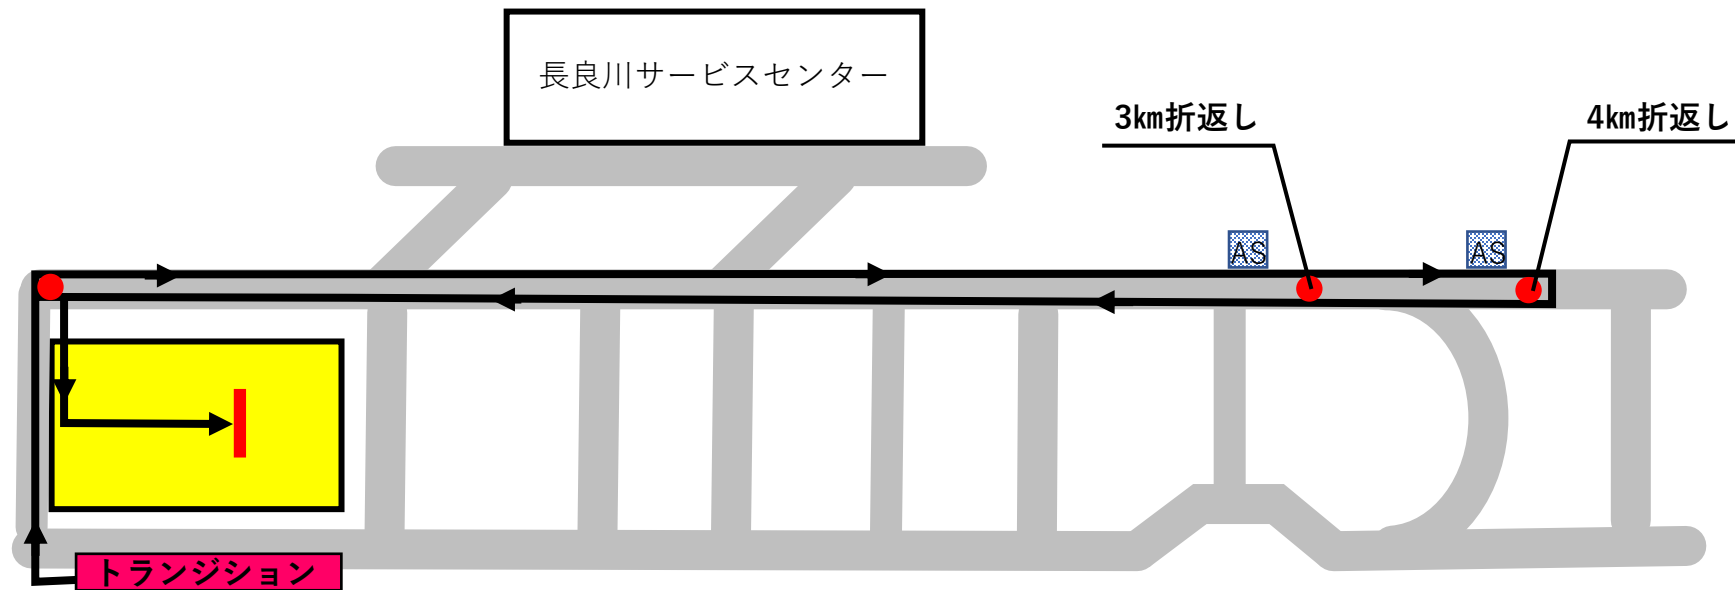 長良川サービスセンター
3km折返し
4km折返し
AS
AS
トランジション